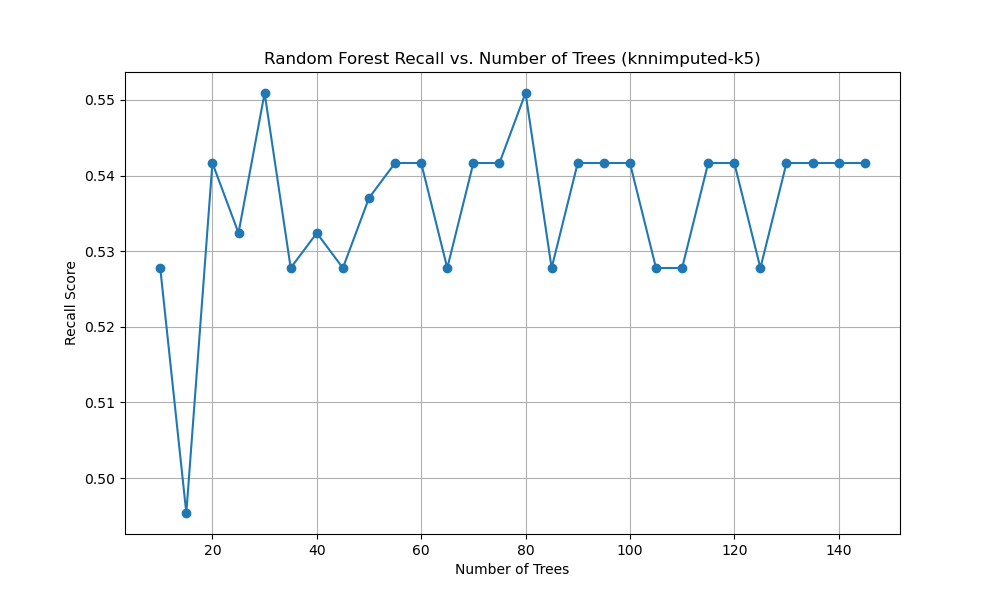 Random Forest Recall vs. Number of Trees (knnimputed-k5)
Recall Score
0.55
0.54
0.53
0.52
0.51
0.50
20 40 60 80 100 120 140
Number of Trees